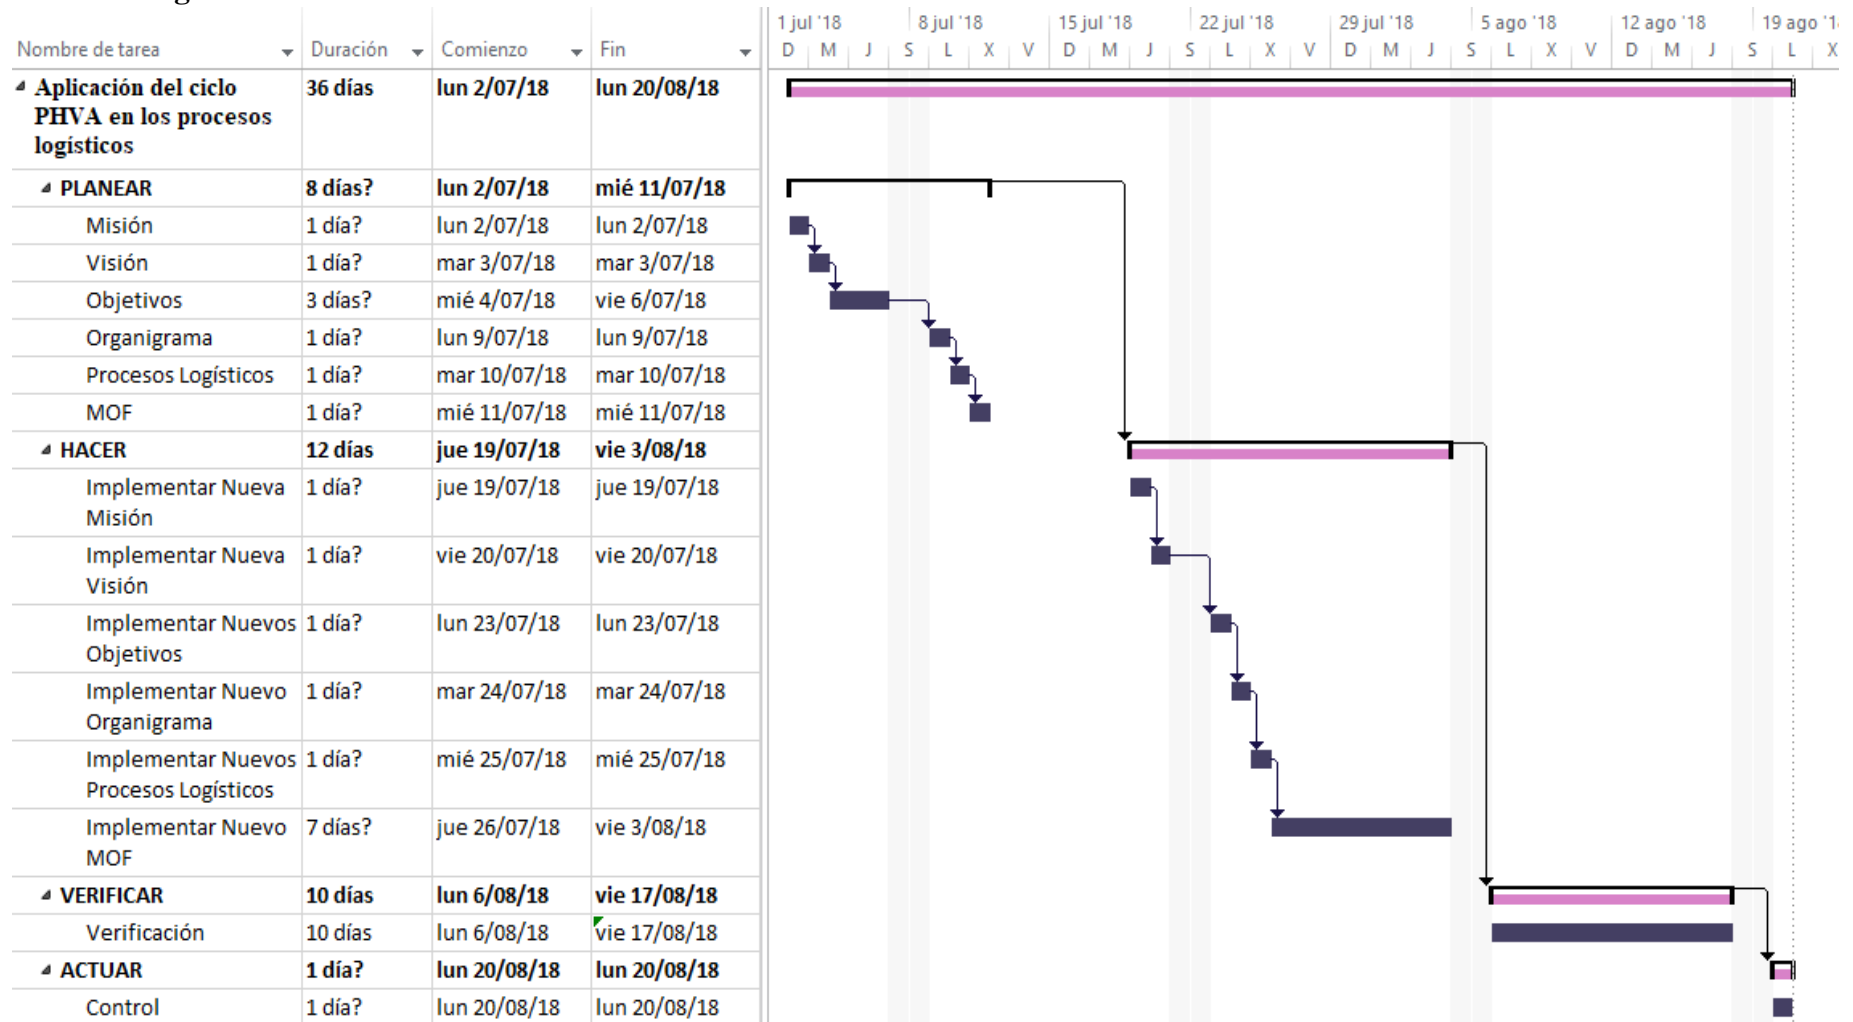 1 jul '18 8 jul '18 15 jul '18 22 jul '18 29 jul '18 5 ago '18 12 ago '18 19 ago '1
Nombre de tarea Duración Comienzo Fin D M J S L X V D M J S L X V D M J S L X V D M J S L X
Aplicación del ciclo 36 días lun 2/07/18 lun 20/08/18
PHVA en los procesos
logísticos
PLANEAR 8 días? lun 2/07/18 mié 11/07/18
Misión 1 día? lun 2/07/18 lun 2/07/18
Visión 1 día? mar 3/07/18 mar 3/07/18
Objetivos 3 días? mié 4/07/18 vie 6/07/18
Organigrama 1 día? lun 9/07/18 lun 9/07/18
Procesos Logísticos 1 día? mar 10/07/18 mar 10/07/18
MOF 1 día? mié 11/07/18 mié 11/07/18
HACER 12 días jue 19/07/18 vie 3/08/18
Implementar Nueva 1 día? jue 19/07/18 jue 19/07/18
Misión
Implementar Nueva 1 día? vie 20/07/18 vie 20/07/18
Visión
Implementar Nuevos 1 día? lun 23/07/18 lun 23/07/18
Objetivos
Implementar Nuevo 1 día? mar 24/07/18 mar 24/07/18
Organigrama
Implementar Nuevos 1 día? mié 25/07/18 mié 25/07/18
Procesos Logísticos
Implementar Nuevo 7 días? jue 26/07/18 vie 3/08/18
MOF
VERIFICAR 10 días lun 6/08/18 vie 17/08/18
Verificación 10 días lun 6/08/18 vie 17/08/18
ACTUAR 1 día? lun 20/08/18 lun 20/08/18
Control 1 día? lun 20/08/18 lun 20/08/18